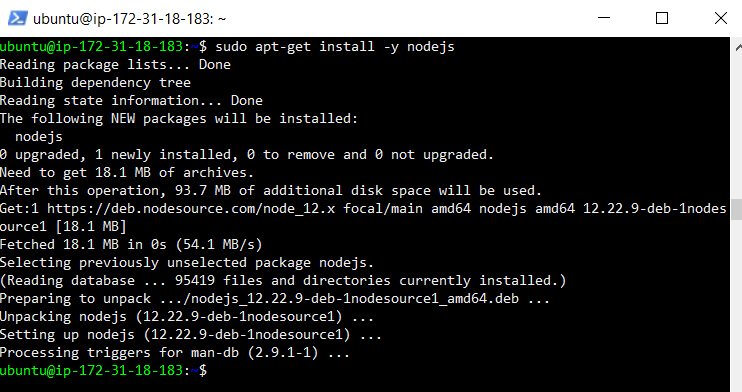 ubuntu@ip-172-31-18-183: ~
ubuntu@ip-172-31-18-183:~$ sudo apt-get install -y nodejs
Reading package lists... Done
Building dependency tree
Reading state information... Done
The following NEW packages will be installed:
  nodejs
0 upgraded, 1 newly installed, 0 to remove and 0 not upgraded.
Need to get 18.1 MB of archives.
After this operation, 93.7 MB of additional disk space will be used.
Get:1 https://deb.nodesource.com/node_12.x focal/main amd64 nodejs amd64 12.22.9-deb-1nodes
ource1 [18.1 MB]
Fetched 18.1 MB in 0s (54.1 MB/s)
Selecting previously unselected package nodejs.
(Reading database ... 95419 files and directories currently installed.)
Preparing to unpack .../nodejs_12.22.9-deb-1nodesource1_amd64.deb ...
Unpacking nodejs (12.22.9-deb-1nodesource1) ...
Setting up nodejs (12.22.9-deb-1nodesource1) ...
Processing triggers for man-db (2.9.1-1) ...
ubuntu@ip-172-31-18-183:~$